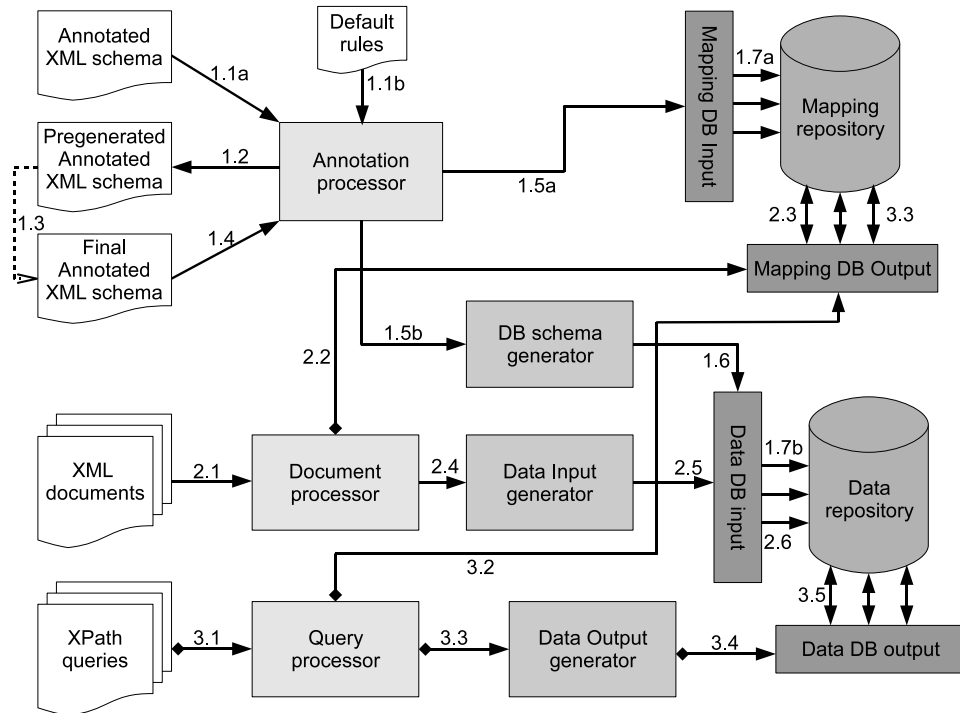 Annotated
XML schema
Default
rules
1.1a
1.1b
Mapping DB Input
1.7a
Mapping
repository
Pregenerated
Annotated
XML schema
1.2
Annotation
processor
1.5a
1.3
1.4
2.3
3.3
Final
Annotated
XML schema
Mapping DB Output
1.5b
DB schema
generator
2.2
1.6
XML
documents
2.1
Document
processor
2.4
Data Input
generator
2.5
Data DB input
1.7b
2.6
Data
repository
3.2
3.5
XPath
queries
3.1
Query
processor
3.3
Data Output
generator
3.4
Data DB output